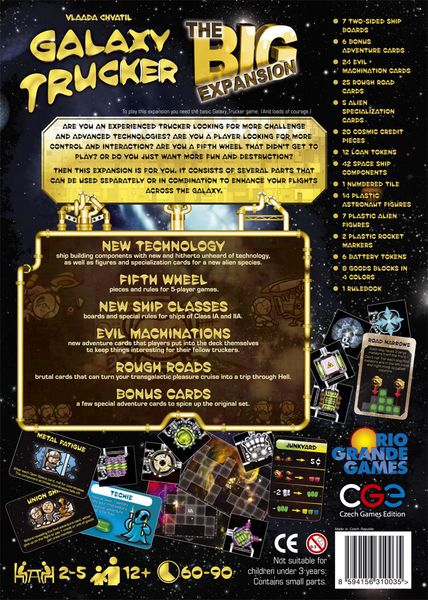 VLAADA CHVATIL
GALAXY
TRUCKER
THE
BIG
EXPANSION
To play this expansion you need the basic Galaxy Trucker game. (And loads of courage.)
ARE YOU AN EXPERIENCED TRUCKER LOOKING FOR MORE CHALLENGE
AND ADVANCED TECHNOLOGIES? ARE YOU A PLAYER LOOKING FOR MORE
CONTROL AND INTERACTION? ARE YOU A FIFTH WHEEL THAT DIDN'T GET TO
PLAY? OR DO YOU JUST WANT MORE FUN AND DESTRUCTION?
THEN THIS EXPANSION IS FOR YOU. IT CONSISTS OF SEVERAL PARTS THAT
CAN BE USED SEPARATELY OR IN COMBINATION TO ENHANCE YOUR FLIGHTS
ACROSS THE GALAXY.
NEW TECHNOLOGY
ship building components with new and hitherto unheard of technology,
as well as figures and specialization cards for a new alien species.
FIFTH WHEEL
pieces and rules for 5-player games.
NEW SHIP CLASSES
boards and special rules for ships of Class IA and IIA.
EVIL MACHINATIONS
new adventure cards that players put into the deck themselves
to keep things interesting for their fellow truckers.
ROUGH ROADS
brutal cards that can turn your transgalactic pleasure cruise into a trip through Hell.
BONUS CARDS
a few special adventure cards to spice up the original set.
7 TWO-SIDED SHIP
BOARDS
6 BONUS
ADVENTURE CARDS
24 EVIL
MACHINATION CARDS
25 ROUGH ROAD
CARDS
5 ALIEN
SPECIALIZATION
CARDS
20 COSMIC CREDIT
PIECES
12 LOAN TOKENS
42 SPACE SHIP
COMPONENTS
1 NUMBERED TILE
14 PLASTIC
ASTRONAUT FIGURES
7 PLASTIC ALIEN
FIGURES
2 PLASTIC ROCKET
MARKERS
6 BATTERY TOKENS
8 GOODS BLOCKS IN
4 COLORS
1 RULEBOOK
ROAD NARROWS
METAL FATIGUE
UNION
TECHIE
JUNKYARD
5
RIO
GRANDE
GAMES
CGE
Czech Games Edition
Made in Czech Republic
2-5
12+
60-90
CE
0-3
Not suitable for
children under 3 years:
Contains small parts.
8 594156 310035>